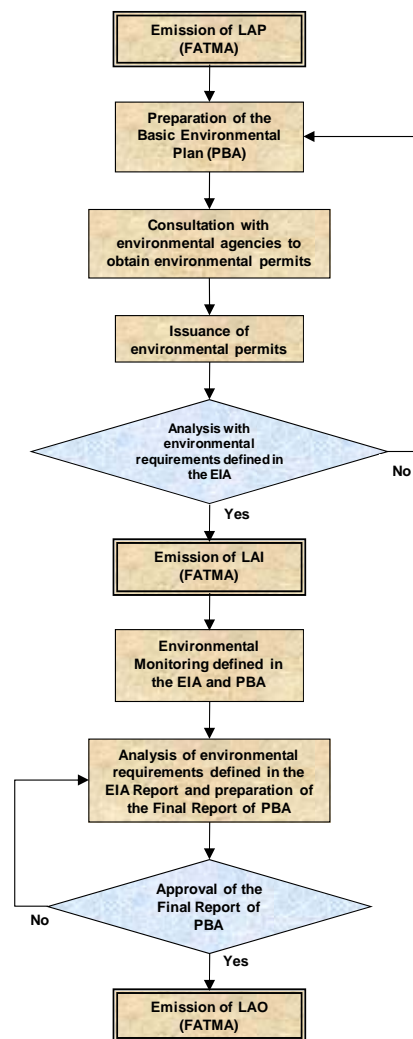 Emission of LAP
(FATMA)
Preparation of the
Basic Environmental
Plan (PBA)
Consultation with
environmental agencies to
obtain environmental permits
Issuance of
environmental permits
Analysis with
environmental
requirements defined in
the EIA
No
Yes
Emission of LAI
(FATMA)
Environmental
Monitoring defined in
the EIA and PBA
Analysis of environmental
requirements defined in the
EIA Report and preparation of
the Final Report of PBA
Approval of the
Final Report of
PBA
No
Yes
Emission of LAO
(FATMA)